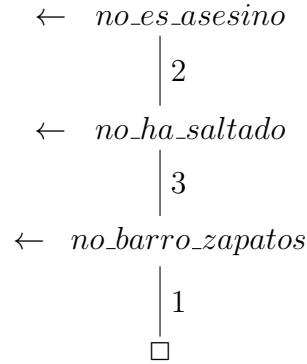 ← no_es_asesino
2
← no_ha_saltado
3
← no_barro_zapatos
1
□